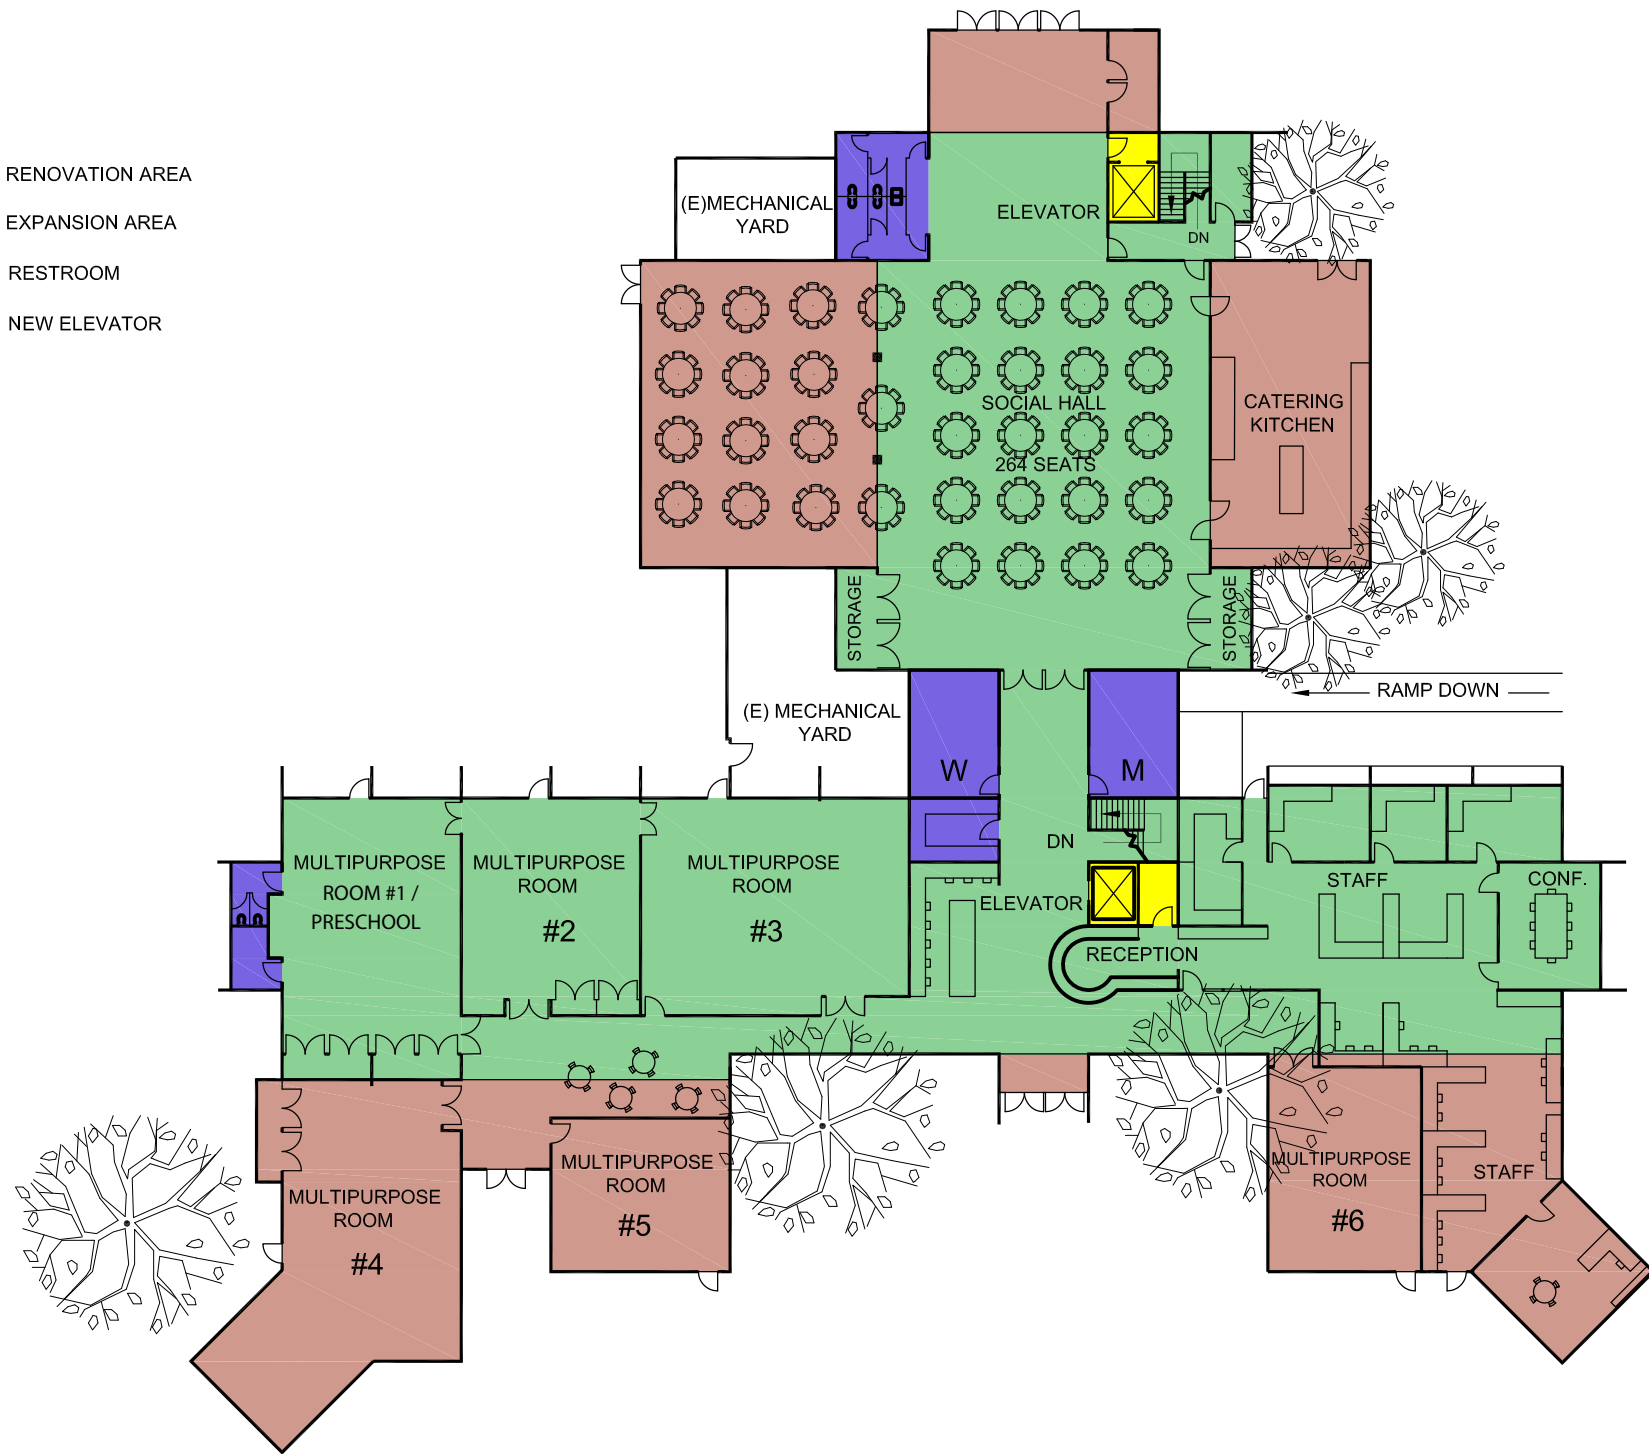 RENOVATION AREA
EXPANSION AREA
RESTROOM
NEW ELEVATOR
(E)MECHANICAL
YARD
ELEVATOR
DN
SOCIAL HALL
264 SEATS
CATERING
KITCHEN
STORAGE
STORAGE
RAMP DOWN
(E) MECHANICAL
YARD
W
M
DN
ELEVATOR
RECEPTION
STAFF
CONF.
MULTIPURPOSE
ROOM #1 /
PRESCHOOL
MULTIPURPOSE
ROOM
#2
MULTIPURPOSE
ROOM
#3
MULTIPURPOSE
ROOM
#4
MULTIPURPOSE
ROOM
#5
MULTIPURPOSE
ROOM
#6
STAFF